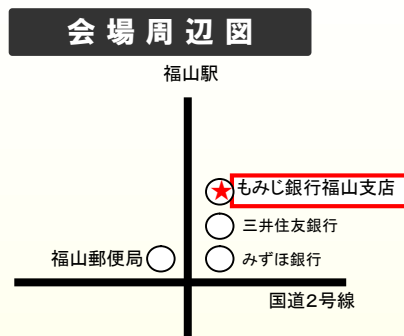 会場周辺図
福山駅
もみじ銀行福山支店
三井住友銀行
福山郵便局
みずほ銀行
国道2号線